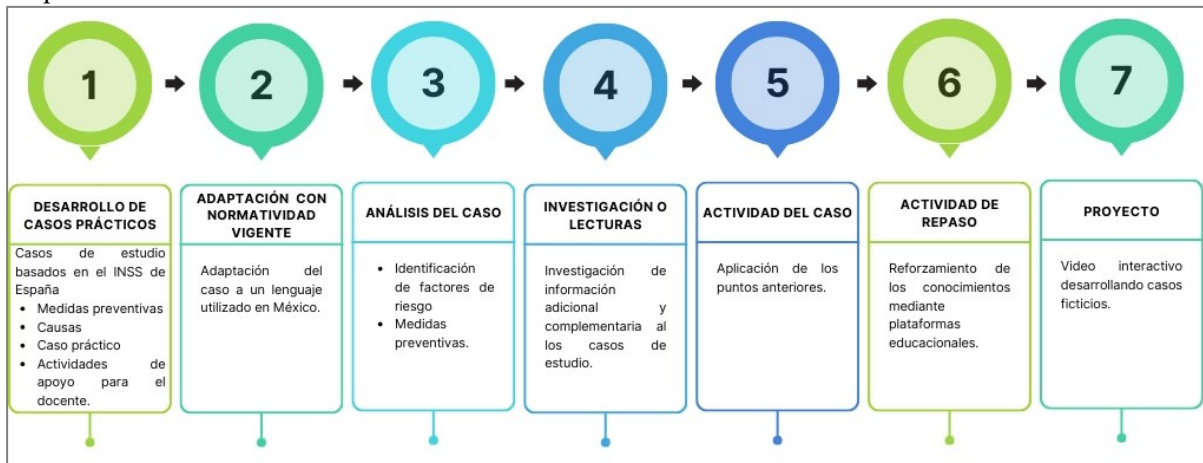 1
2
3
4
5
6
7
DESARROLLO DE
CASOS PRÁCTICOS
Casos de estudio
basados en el INSS de
España
• Medidas preventivas
• Causas
• Caso práctico
• Actividades de
apoyo para el
docente.
ADAPTACIÓN CON
NORMATIVIDAD
VIGENTE
Adaptación del
caso a un lenguaje
utilizado en México.
ANÁLISIS DEL CASO
• Identificación
de factores de
riesgo
• Medidas
preventivas.
INVESTIGACIÓN O
LECTURAS
Investigación de
información
adicional y
complementaria al
los casos de
estudio.
ACTIVIDAD DEL CASO
Aplicación de los
puntos anteriores.
ACTIVIDAD DE
REPASO
Reforzamiento de
los conocimientos
mediante
plataformas
educacionales.
PROYECTO
Video interactivo
desarrollando casos
ficticios.